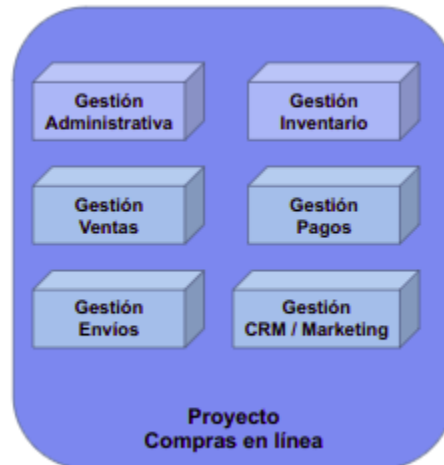 Gestión
Administrativa
Gestión
Inventario
Gestión
Ventas
Gestión
Pagos
Gestión
Envíos
Gestión
CRM / Marketing
Proyecto
Compras en línea